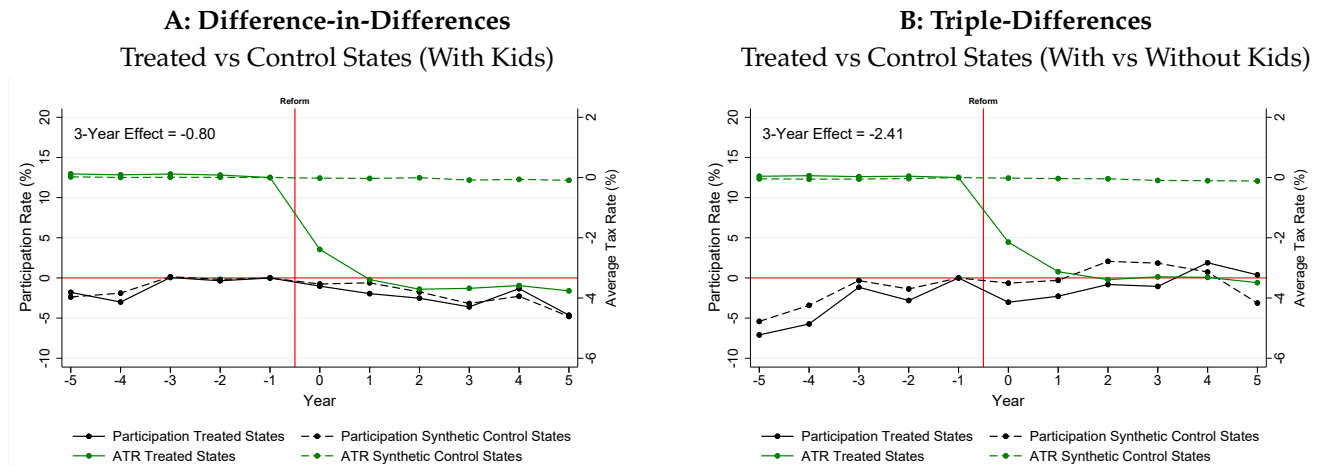 A: Difference-in-Differences
Treated vs Control States (With Kids)
Reform
3-Year Effect = -0.80
Participation Rate (%)
20
15
10
5
0
-5
-10
Average Tax Rate (%)
2
0
-2
-4
-6
-5 -4 -3 -2 -1 0 1 2 3 4 5
Year
Participation Treated States
Participation Synthetic Control States
ATR Treated States
ATR Synthetic Control States
B: Triple-Differences
Treated vs Control States (With vs Without Kids)
Reform
3-Year Effect = -2.41
Participation Rate (%)
20
15
10
5
0
-5
-10
Average Tax Rate (%)
2
0
-2
-4
-6
-5 -4 -3 -2 -1 0 1 2 3 4 5
Year
Participation Treated States
Participation Synthetic Control States
ATR Treated States
ATR Synthetic Control States